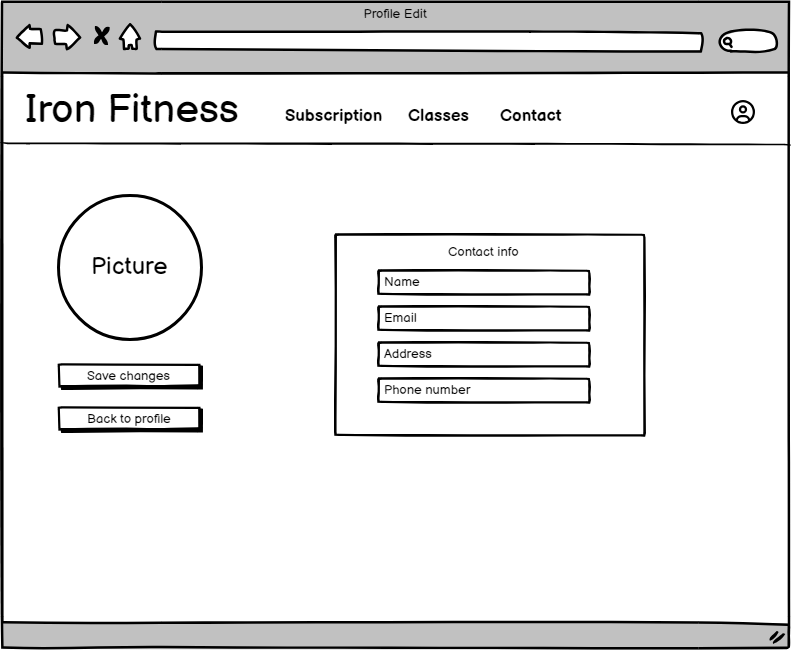 Profile Edit
Iron Fitness
Subscription Classes Contact
Picture
Save changes
Back to profile
Contact info
Name
Email
Address
Phone number